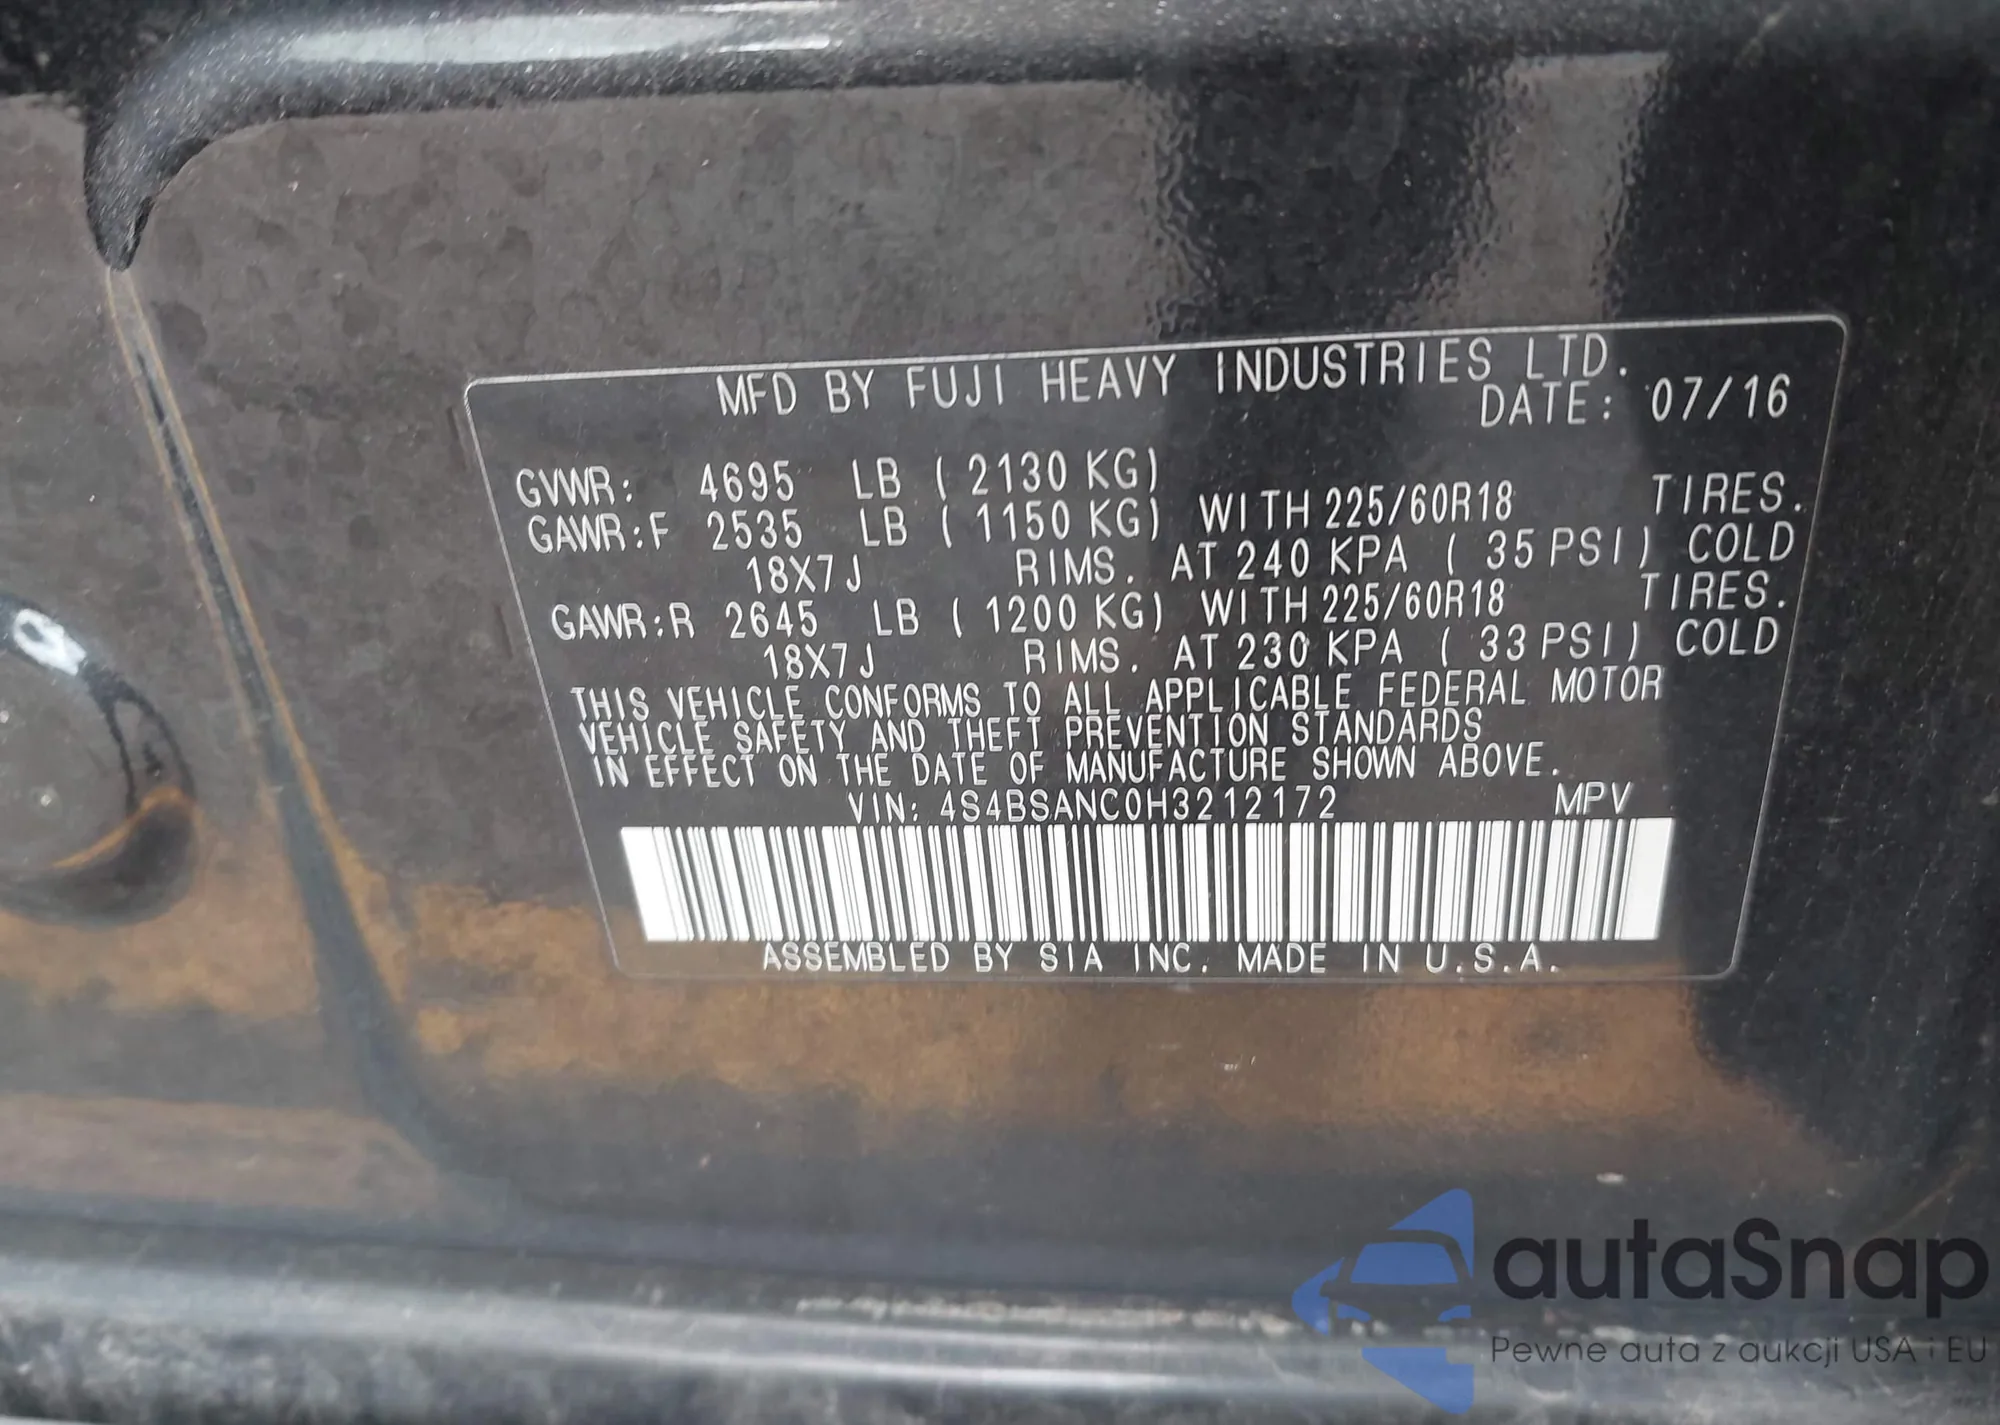 MFD BY FUJI HEAVY INDUSTRIES LTD.
DATE: 07/16
GVWR: 4695 LB ( 2130 KG)
GAWR:F 2535 LB ( 1150 KG) WITH 225/60R18 TIRES.
18X7J RIMS. AT 240 KPA ( 35 PSI) COLD
GAWR:R 2645 LB ( 1200 KG) WITH 225/60R18 TIRES.
18X7J RIMS. AT 230 KPA ( 33 PSI) COLD
THIS VEHICLE CONFORMS TO ALL APPLICABLE FEDERAL MOTOR
VEHICLE SAFETY AND THEFT PREVENTION STANDARDS
IN EFFECT ON THE DATE OF MANUFACTURE SHOWN ABOVE.
VIN: 4S4BSANC0H3212172 MPV
ASSEMBLED BY SIA INC. MADE IN U.S.A.
autaSnap
Pewne auta z aukcji USA i EU